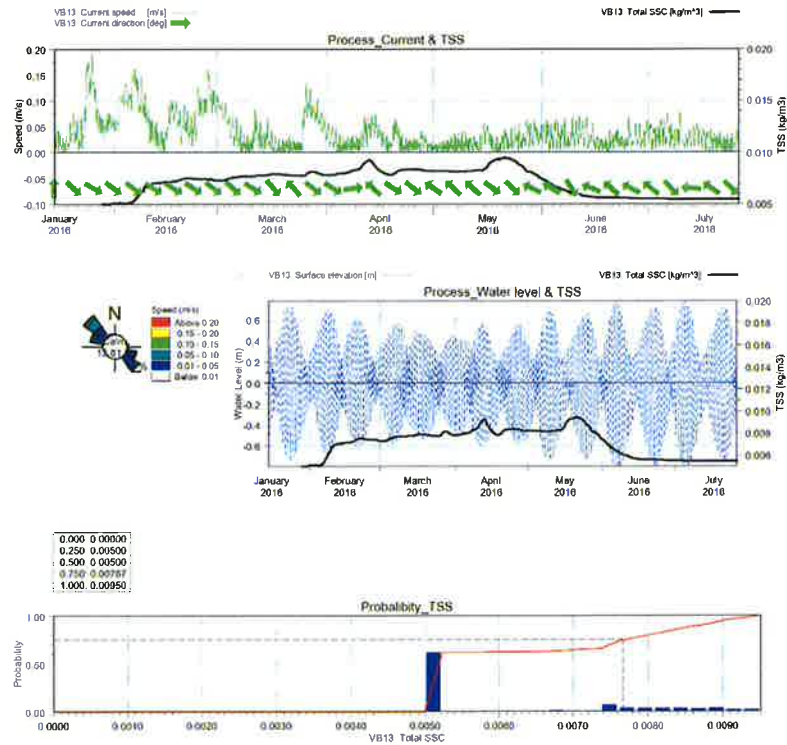 VB13 Current speed [m/s]
VB13 Current direction [deg]
VB13 Total SSC [kg/m^3]
Process_Current & TSS
0.20
0.15
0.10
0.05
0.00
-0.05
-0.10
Speed (m/s)
0.020
0.015
0.010
0.005
TSS (kg/m3)
January February March April May June July
2016 2016 2016 2016 2016 2016 2016
VB13 Surface elevation [m]
VB13 Total SSC [kg/m^3]
Process_Water level & TSS
N
Speed (m/s)
Above 0.20
0.15 - 0.20
0.10 - 0.15
0.05 - 0.10
0.01 - 0.05
Below 0.01
%
0.6
0.4
0.2
0.0
-0.2
-0.4
-0.6
Water Level (m)
0.020
0.018
0.016
0.014
0.012
0.010
0.008
0.006
TSS (kg/m3)
January February March April May June July
2016 2016 2016 2016 2016 2016 2016
0.000 0.00000
0.250 0.00500
0.500 0.00500
0.750 0.00767
1.000 0.00950
Probalibity_TSS
1.00
0.50
0.00
Probability
0.0000 0.0010 0.0020 0.0030 0.0040 0.0050 0.0060 0.0070 0.0080 0.0090
VB13 Total SSC